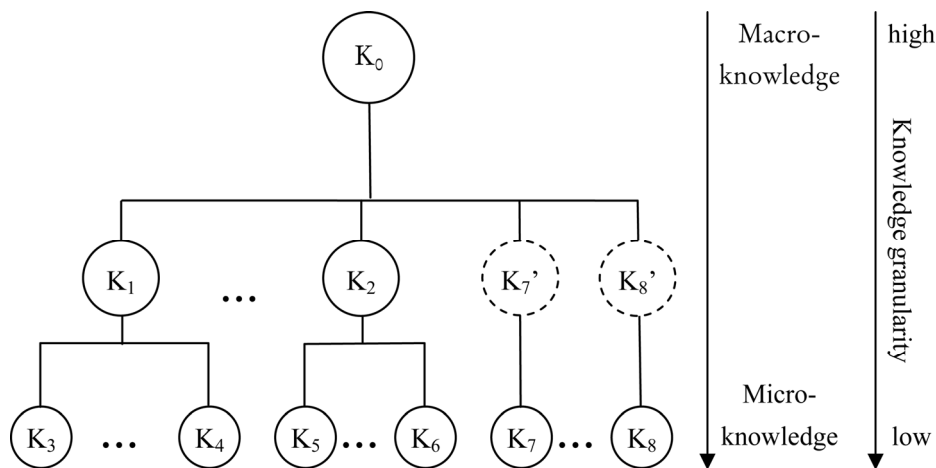 K₀
Macro-
knowledge
high
Knowledge granularity
K₁
...
K₂
K₇’
K₈’
K₃
...
K₄
K₅
...
K₆
K₇
...
K₈
Micro-
knowledge
low